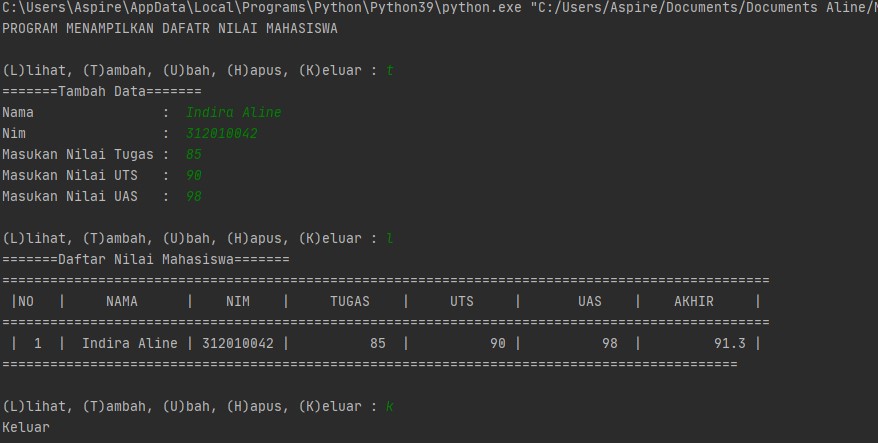 C:\Users\Aspire\AppData\Local\Programs\Python\Python39\python.exe "C:/Users/Aspire/Documents/Documents Aline/
PROGRAM MENAMPILKAN DAFATR NILAI MAHASISWA
(L)lihat, (T)ambah, (U)bah, (H)apus, (K)eluar : t
=======Tambah Data=======
Nama                :  Indira Aline
Nim                 :  312010042
Masukan Nilai Tugas :  85
Masukan Nilai UTS   :  90
Masukan Nilai UAS   :  98
(L)lihat, (T)ambah, (U)bah, (H)apus, (K)eluar : l
=======Daftar Nilai Mahasiswa=======
================================================================================================
|NO   |     NAMA      |    NIM    |     TUGAS    |     UTS     |       UAS    |    AKHIR     |
================================================================================================
|  1  |  Indira Aline | 312010042 |          85  |          90 |          98  |         91.3 |
============================================================================================
(L)lihat, (T)ambah, (U)bah, (H)apus, (K)eluar : k
Keluar